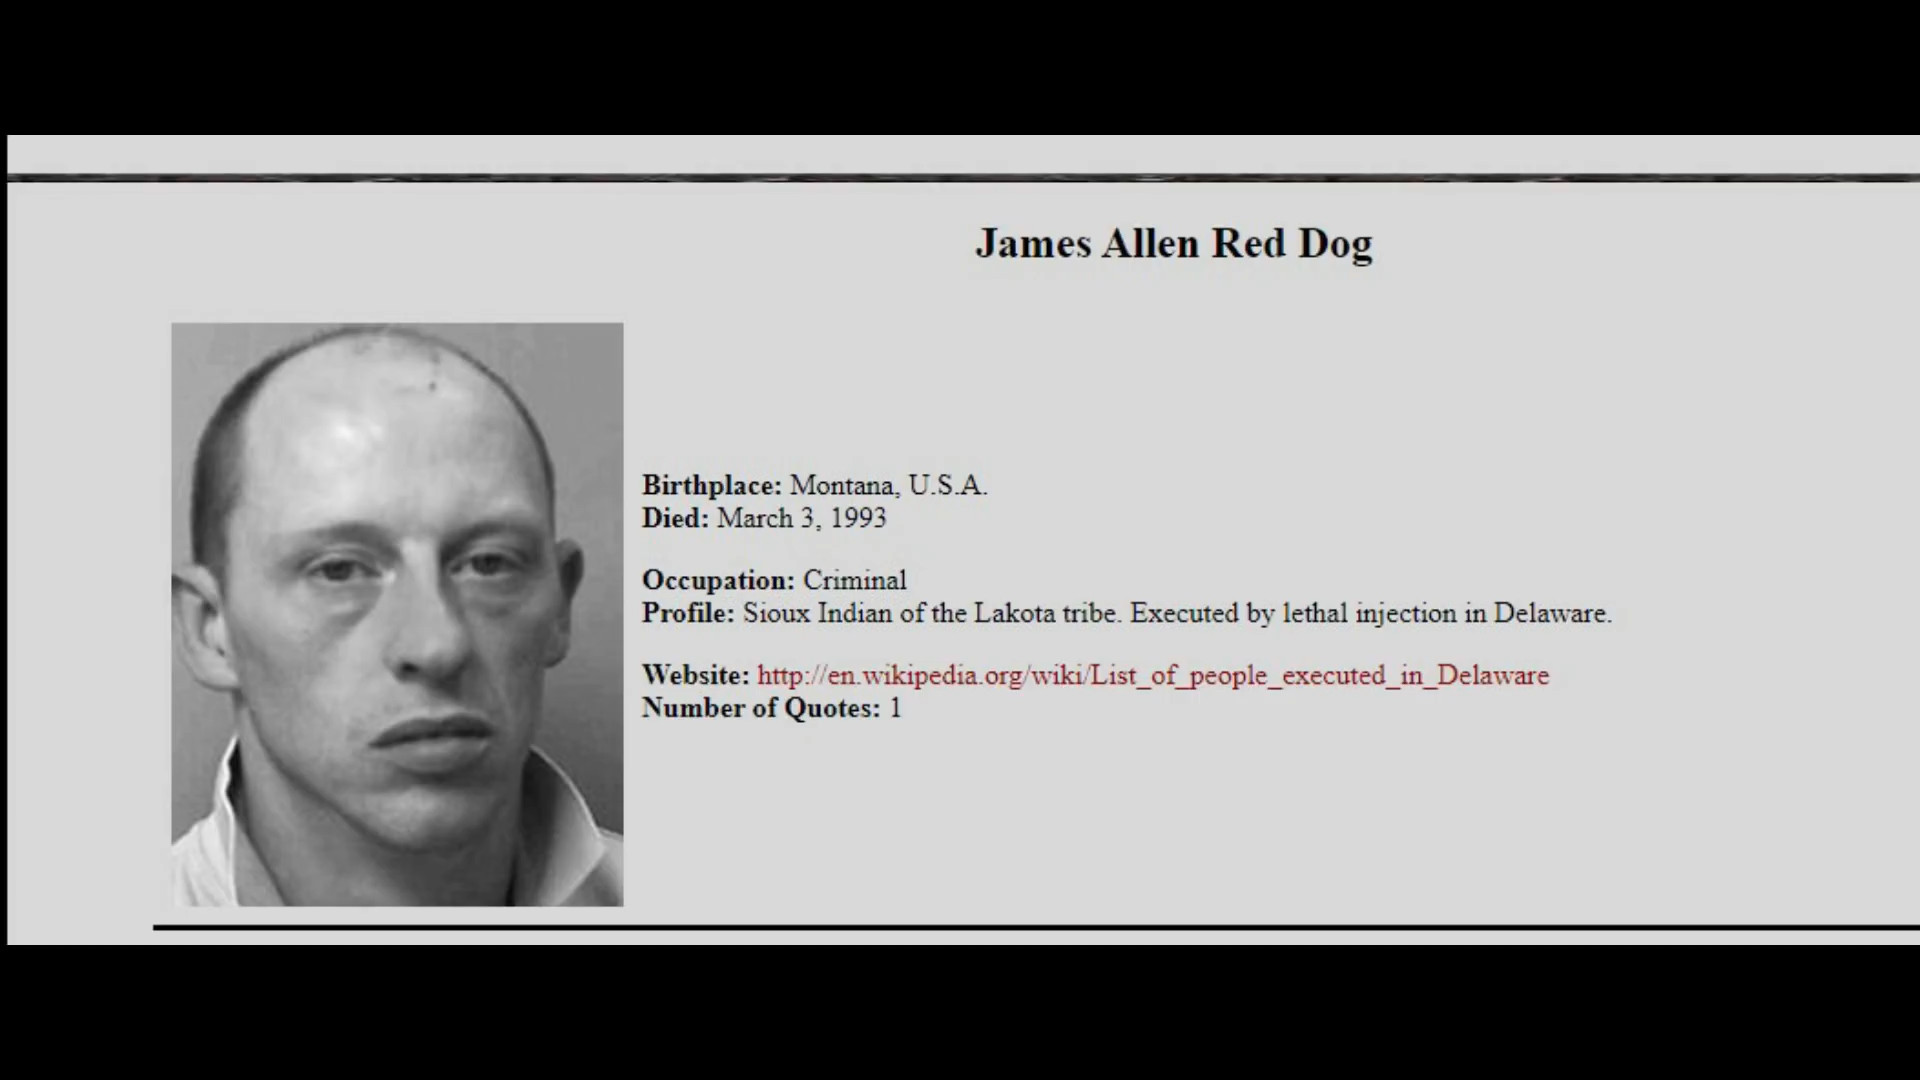 James Allen Red Dog
Birthplace: Montana, U.S.A.
Died: March 3, 1993
Occupation: Criminal
Profile: Sioux Indian of the Lakota tribe. Executed by lethal injection in Delaware.
Website: http://en.wikipedia.org/wiki/List_of_people_executed_in_Delaware
Number of Quotes: 1